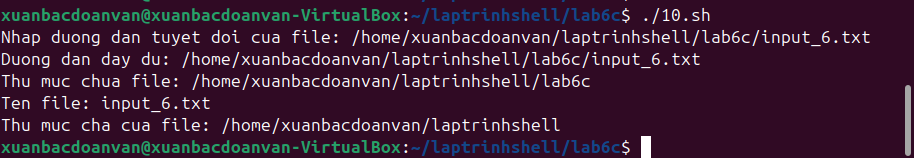 xuanbacdoanvan@xuanbacdoanvan-VirtualBox:~/laptrinhshell/lab6c$ ./10.sh
Nhap duong dan tuyet doi cua file: /home/xuanbacdoanvan/laptrinhshell/lab6c/input_6.txt
Duong dan day du: /home/xuanbacdoanvan/laptrinhshell/lab6c/input_6.txt
Thu muc chua file: /home/xuanbacdoanvan/laptrinhshell/lab6c
Ten file: input_6.txt
Thu muc cha cua file: /home/xuanbacdoanvan/laptrinhshell
xuanbacdoanvan@xuanbacdoanvan-VirtualBox:~/laptrinhshell/lab6c$